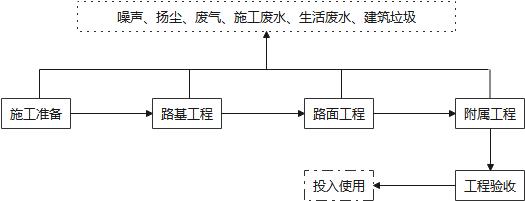 噪声、扬尘、废气、施工废水、生活废水、建筑垃圾
施工准备
路基工程
路面工程
附属工程
投入使用
工程验收